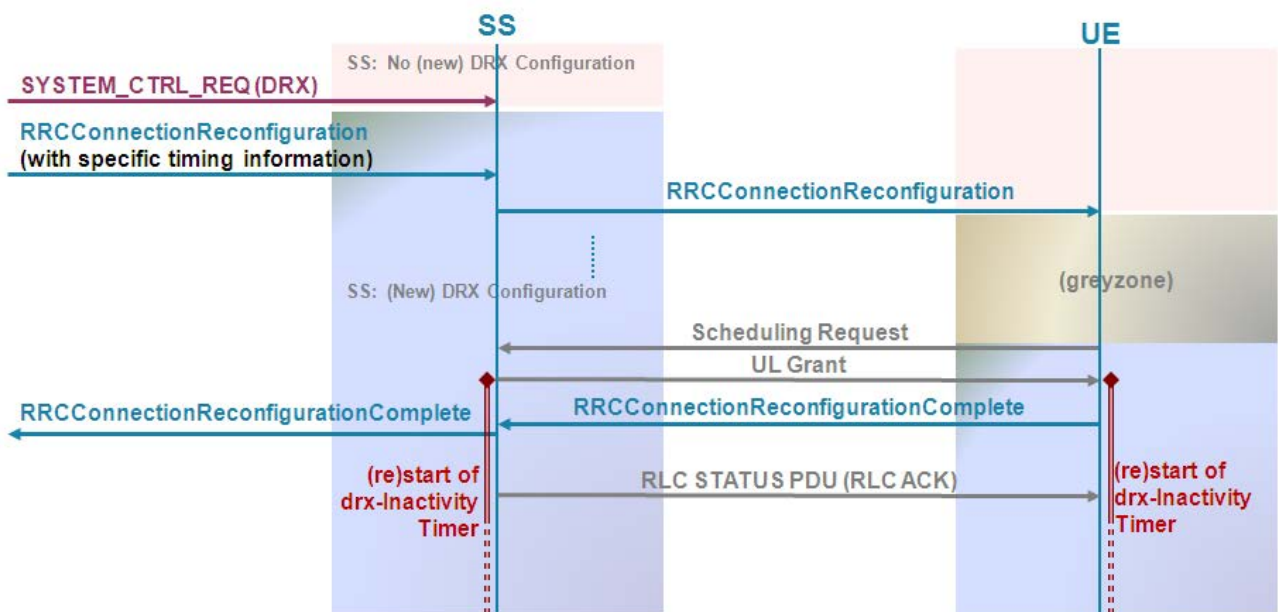 SS
UE
SS: No (new) DRX Configuration
SYSTEM_CTRL_REQ (DRX)
RRCConnectionReconfiguration
(with specific timing information)
RRCConnectionReconfiguration
(greyzone)
SS: (New) DRX Configuration
Scheduling Request
UL Grant
RRCConnectionReconfigurationComplete
RRCConnectionReconfigurationComplete
(re)start of
drx-Inactivity
Timer
RLC STATUS PDU (RLC ACK)
(re)start of
drx-Inactivity
Timer